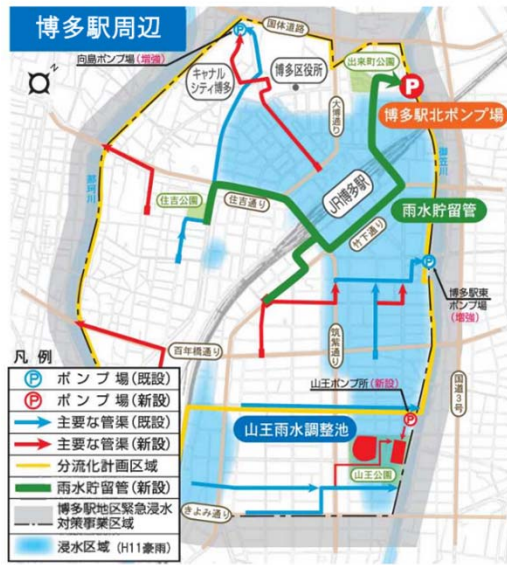 博多駅周辺
国体道路
向島ポンプ場(増強)
キャナル
シティ博多
博多区役所
出来町公園
博多駅北ポンプ場
大博通り
御笠川
那珂川
JR博多駅
住吉公園
住吉通り
雨水貯留管
竹下通り
博多駅東
ポンプ場
(増強)
筑紫通り
百年橋通り
国道3号
山王ポンプ所(新設)
山王雨水調整池
山王公園
きよみ通り
凡例
P ポンプ場(既設)
P ポンプ場(新設)
主要な管渠(既設)
主要な管渠(新設)
分流化計画区域
雨水貯留管(新設)
博多駅地区緊急浸水
対策事業区域
浸水区域(H11豪雨)
N
P
P
P
P